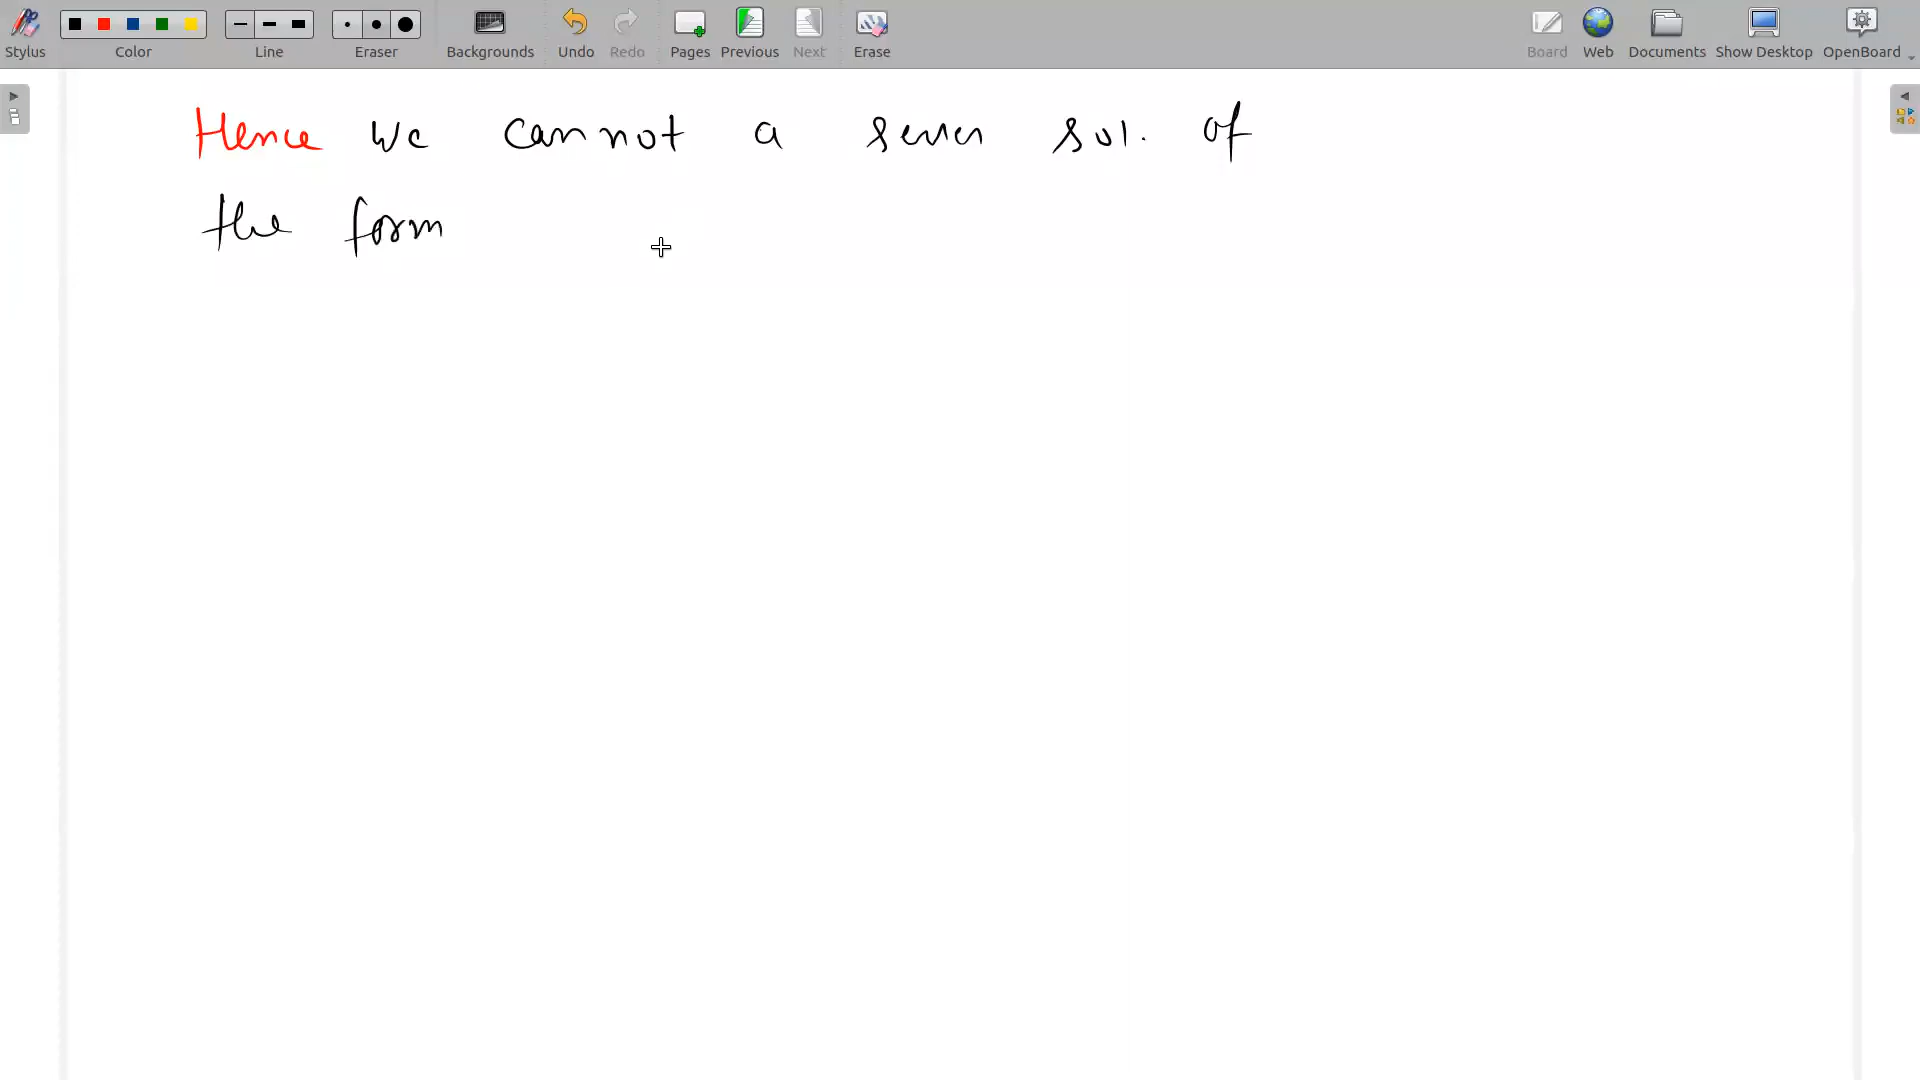 Stylus Color Line Eraser Backgrounds Undo Redo Pages Previous Next Erase Board Web Documents Show Desktop OpenBoard
Hence we cannot a series sol. of
the form